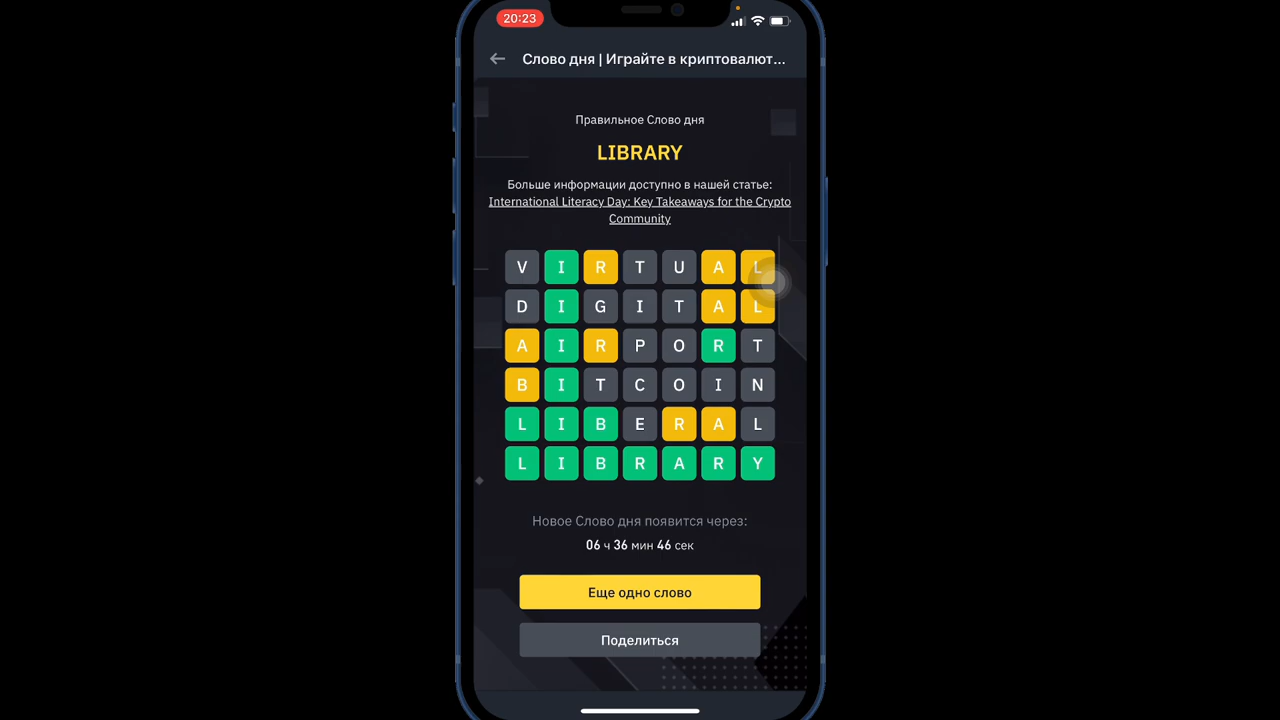 20:23
Слово дня | Играйте в криптовалют...
Правильное Слово дня
LIBRARY
Больше информации доступно в нашей статье:
International Literacy Day: Key Takeaways for the Crypto
Community
V I R T U A L
D I G I T A L
A I R P O R T
B I T C O I N
L I B E R A L
L I B R A R Y
Новое Слово дня появится через:
06 ч 36 мин 46 сек
Еще одно слово
Поделиться